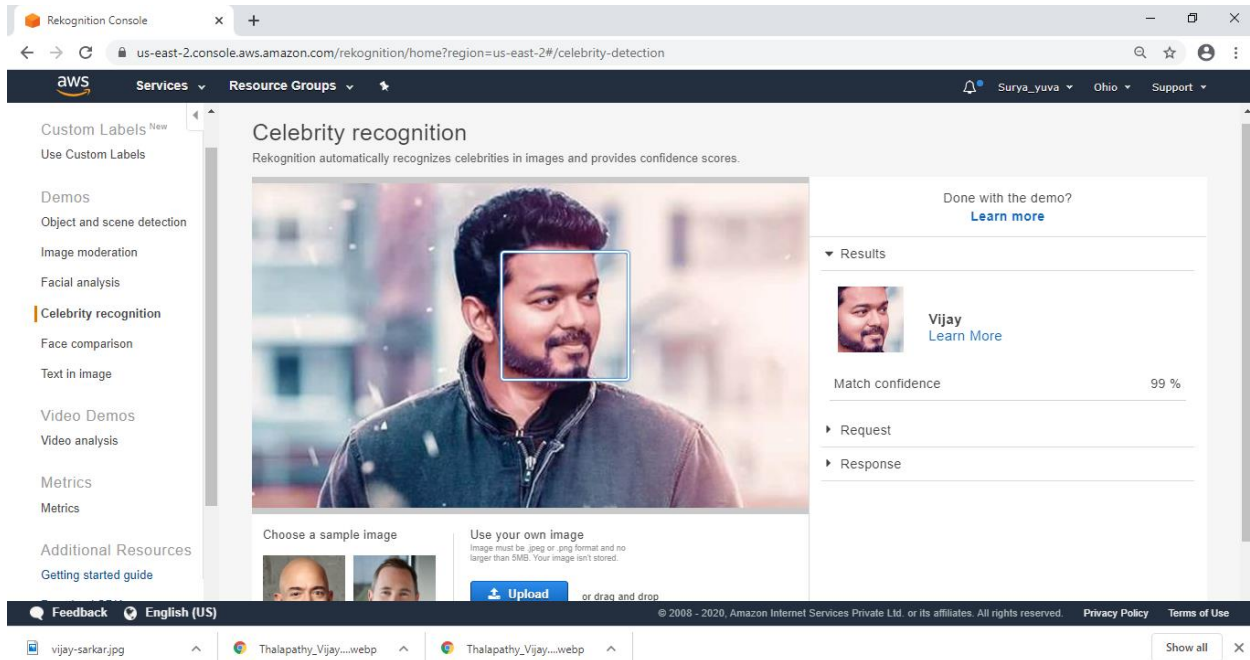 Rekognition Console
us-east-2.console.aws.amazon.com/rekognition/home?region=us-east-2#/celebrity-detection
aws Services Resource Groups Surya_yuva Ohio Support
Custom Labels New
Use Custom Labels
Demos
Object and scene detection
Image moderation
Facial analysis
Celebrity recognition
Face comparison
Text in image
Video Demos
Video analysis
Metrics
Metrics
Additional Resources
Getting started guide
Celebrity recognition
Rekognition automatically recognizes celebrities in images and provides confidence scores.
Choose a sample image
Use your own image
Image must be .jpeg or .png format and no
larger than 5MB. Your image isn't stored.
Upload or drag and drop
Done with the demo?
Learn more
Results
Vijay
Learn More
Match confidence 99 %
Request
Response
Feedback English (US) © 2008 - 2020, Amazon Internet Services Private Ltd. or its affiliates. All rights reserved. Privacy Policy Terms of Use
vijay-sarkar.jpg Thalapathy_Vijay....webp Thalapathy_Vijay....webp Show all